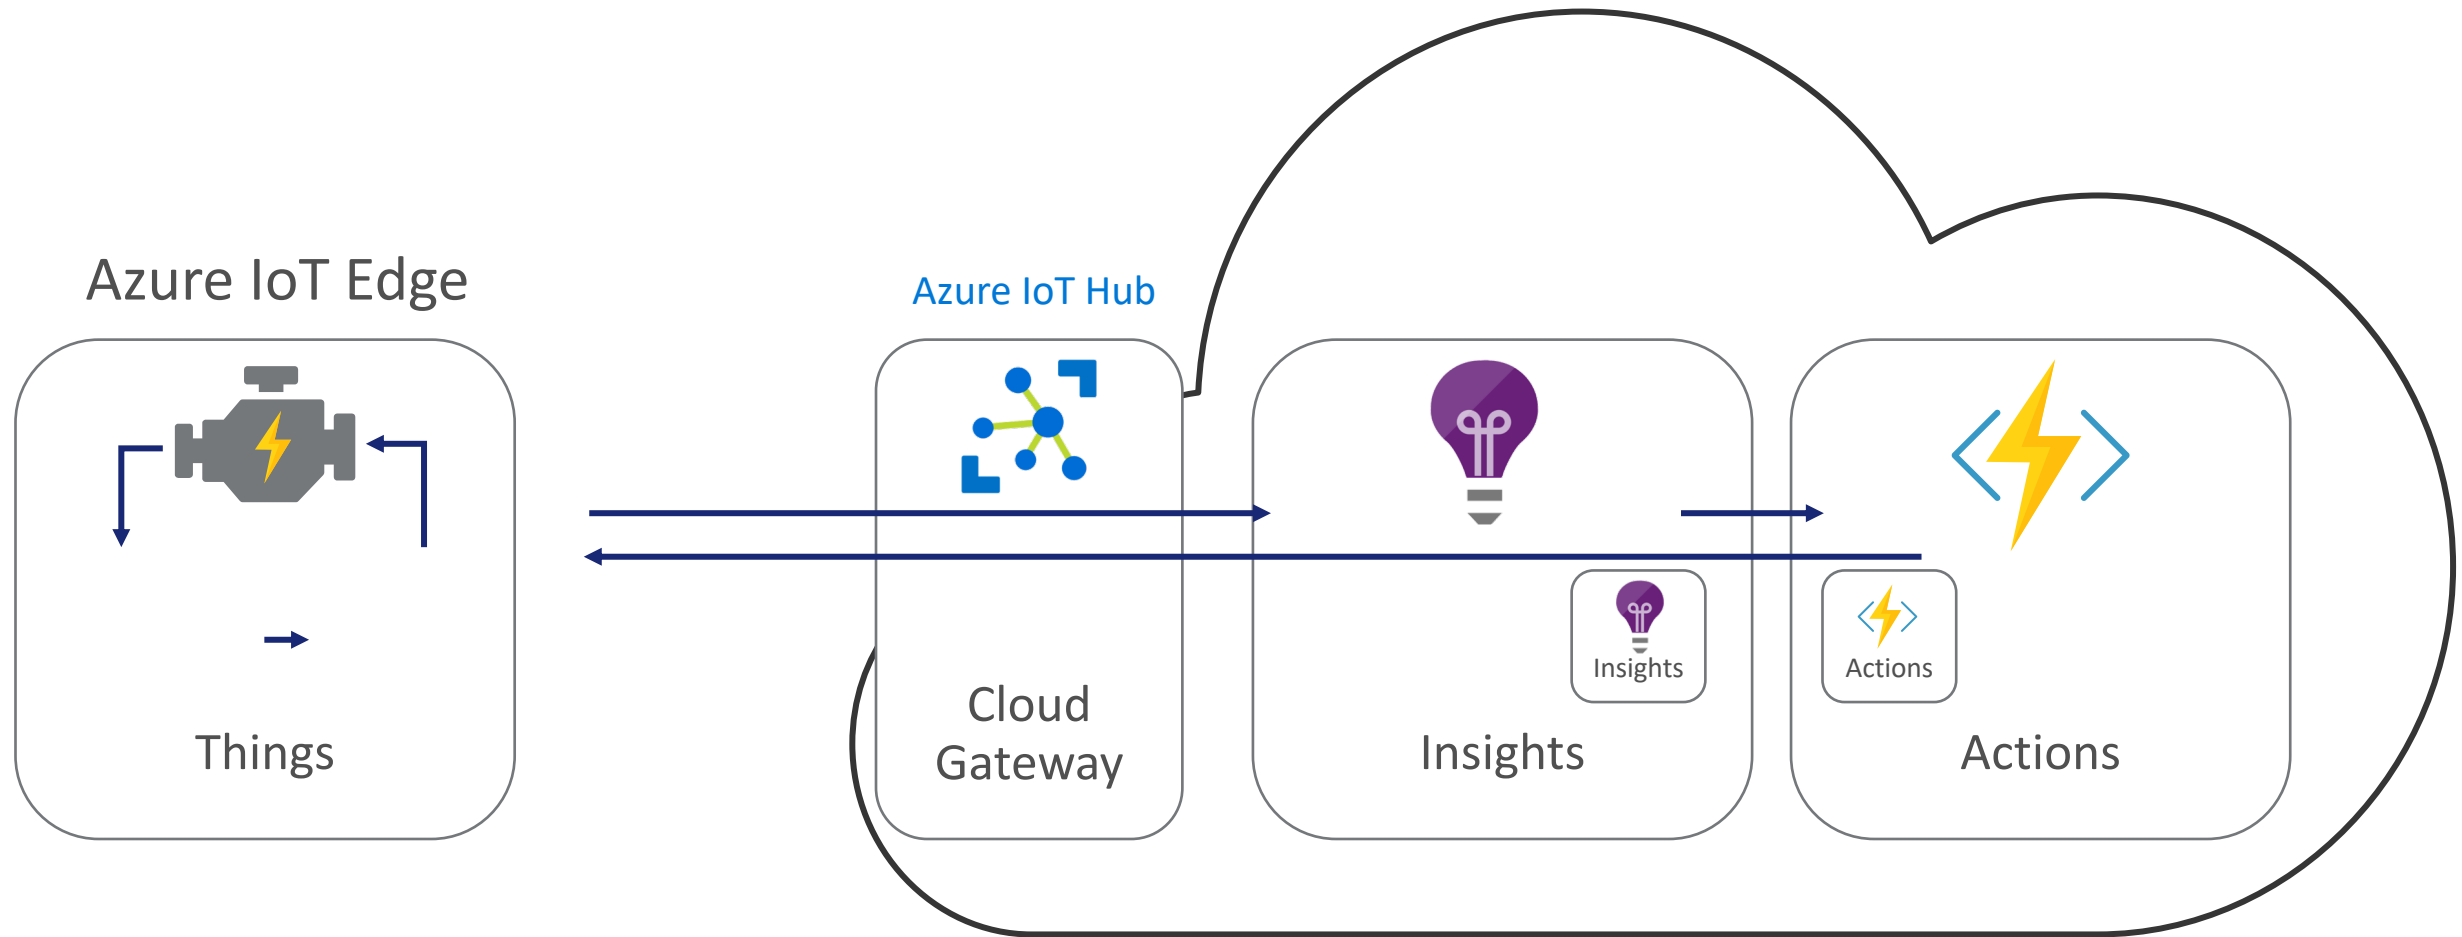 Azure IoT Edge
Azure IoT Hub
Things
Cloud
Gateway
Insights
Insights
Actions
Actions